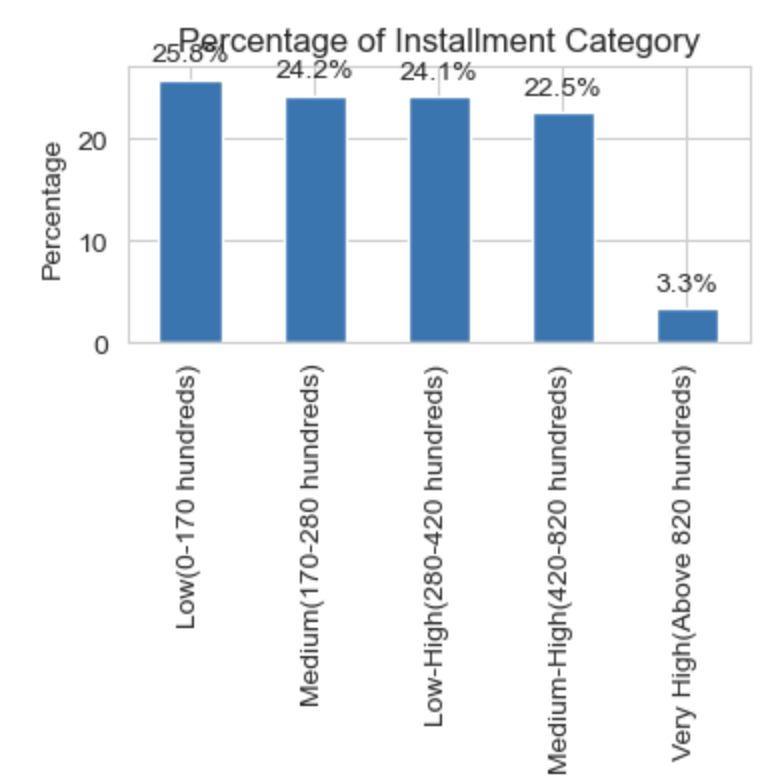 Percentage of Installment Category
25.8%
24.2%
24.1%
22.5%
3.3%
Percentage
20
10
0
Low(0-170 hundreds)
Medium(170-280 hundreds)
Low-High(280-420 hundreds)
Medium-High(420-820 hundreds)
Very High(Above 820 hundreds)